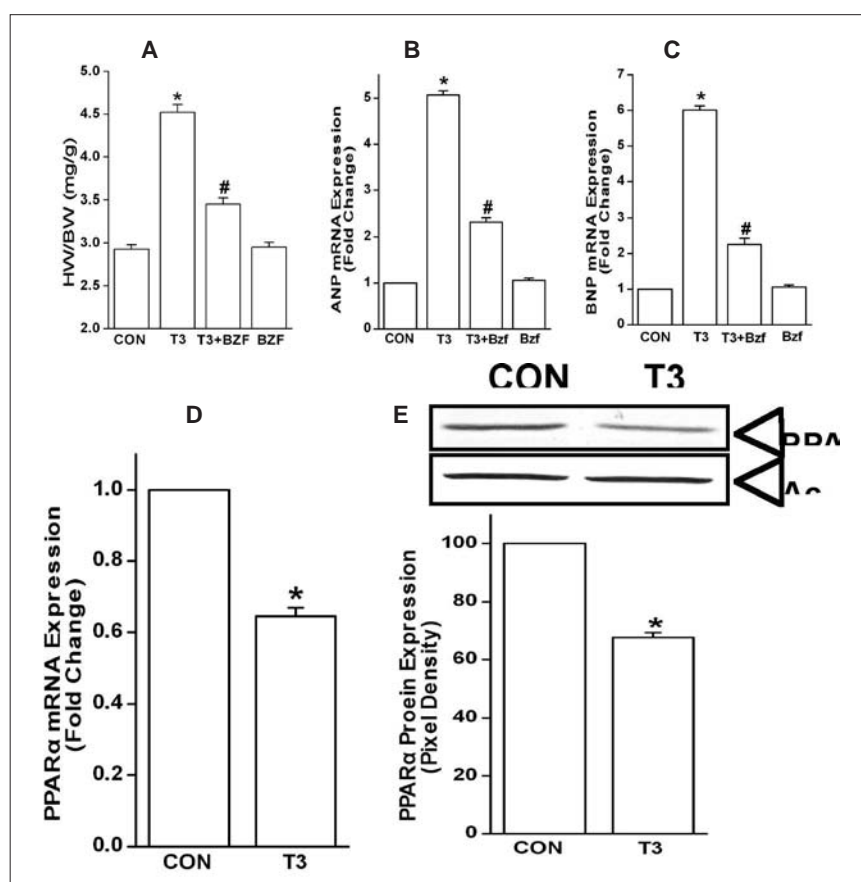 A
HW/BW (mg/g)
5.0
4.5
4.0
3.5
3.0
2.5
2.0
*
#
CON T3 T3+BZF BZF
B
ANP mRNA Expression
(Fold Change)
5
4
3
2
1
0
*
#
CON T3 T3+Bzf Bzf
C
BNP mRNA Expression
(Fold Change)
7
6
5
4
3
2
1
0
*
#
CON T3 T3+Bzf Bzf
D
PPARα mRNA Expression
(Fold Change)
1.0
0.8
0.6
0.4
0.2
0.0
*
CON T3
E
CON T3
PPARα Proein Expression
(Pixel Density)
100
80
60
40
20
0
*
CON T3